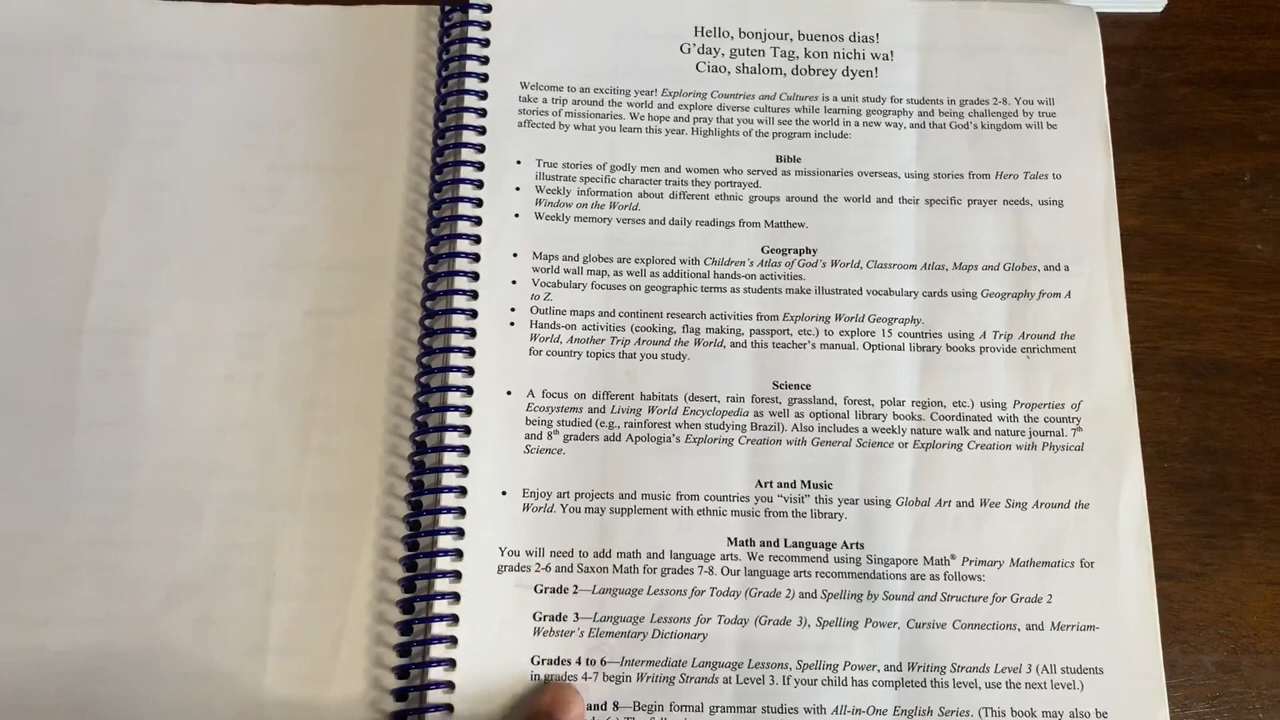 Hello, bonjour, buenos dias!
G'day, guten Tag, kon nichi wa!
Ciao, shalom, dobrey dyen!
Welcome to an exciting year! Exploring Countries and Cultures is a unit study for students in grades 2-8. You will
take a trip around the world and explore diverse cultures while learning geography and being challenged by true
stories of missionaries. We hope and pray that you will see the world in a new way, and that God's kingdom will be
affected by what you learn this year. Highlights of the program include:
Bible
• True stories of godly men and women who served as missionaries overseas, using stories from Hero Tales to
illustrate specific character traits they portrayed.
• Weekly information about different ethnic groups around the world and their specific prayer needs, using
Window on the World.
• Weekly memory verses and daily readings from Matthew.
Geography
• Maps and globes are explored with Children's Atlas of God's World, Classroom Atlas, Maps and Globes, and a
world wall map, as well as additional hands-on activities.
• Vocabulary focuses on geographic terms as students make illustrated vocabulary cards using Geography from A
to Z.
• Outline maps and continent research activities from Exploring World Geography.
• Hands-on activities (cooking, flag making, passport, etc.) to explore 15 countries using A Trip Around the
World, Another Trip Around the World, and this teacher's manual. Optional library books provide enrichment
for country topics that you study.
Science
• A focus on different habitats (desert, rain forest, grassland, forest, polar region, etc.) using Properties of
Ecosystems and Living World Encyclopedia as well as optional library books. Coordinated with the country
being studied (e.g., rainforest when studying Brazil). Also includes a weekly nature walk and nature journal. 7th
and 8th graders add Apologia's Exploring Creation with General Science or Exploring Creation with Physical
Science.
Art and Music
• Enjoy art projects and music from countries you "visit" this year using Global Art and Wee Sing Around the
World. You may supplement with ethnic music from the library.
Math and Language Arts
You will need to add math and language arts. We recommend using Singapore Math® Primary Mathematics for
grades 2-6 and Saxon Math for grades 7-8. Our language arts recommendations are as follows:
Grade 2—Language Lessons for Today (Grade 2) and Spelling by Sound and Structure for Grade 2
Grade 3—Language Lessons for Today (Grade 3), Spelling Power, Cursive Connections, and Merriam-
Webster's Elementary Dictionary
Grades 4 to 6—Intermediate Language Lessons, Spelling Power, and Writing Strands Level 3 (All students
in grades 4-7 begin Writing Strands at Level 3. If your child has completed this level, use the next level.)
and 8—Begin formal grammar studies with All-in-One English Series. (This book may also be